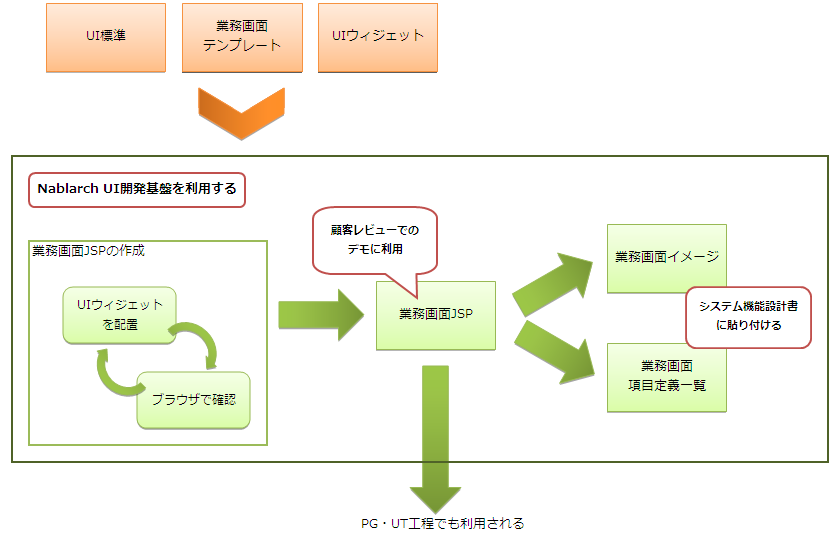 UI標準
業務画面
テンプレート
UIウィジェット
Nablarch UI開発基盤を利用する
業務画面JSPの作成
UIウィジェット
を配置
ブラウザで確認
顧客レビューでの
デモに利用
業務画面JSP
業務画面イメージ
システム機能設計書
に貼り付ける
業務画面
項目定義一覧
PG・UT工程でも利用される